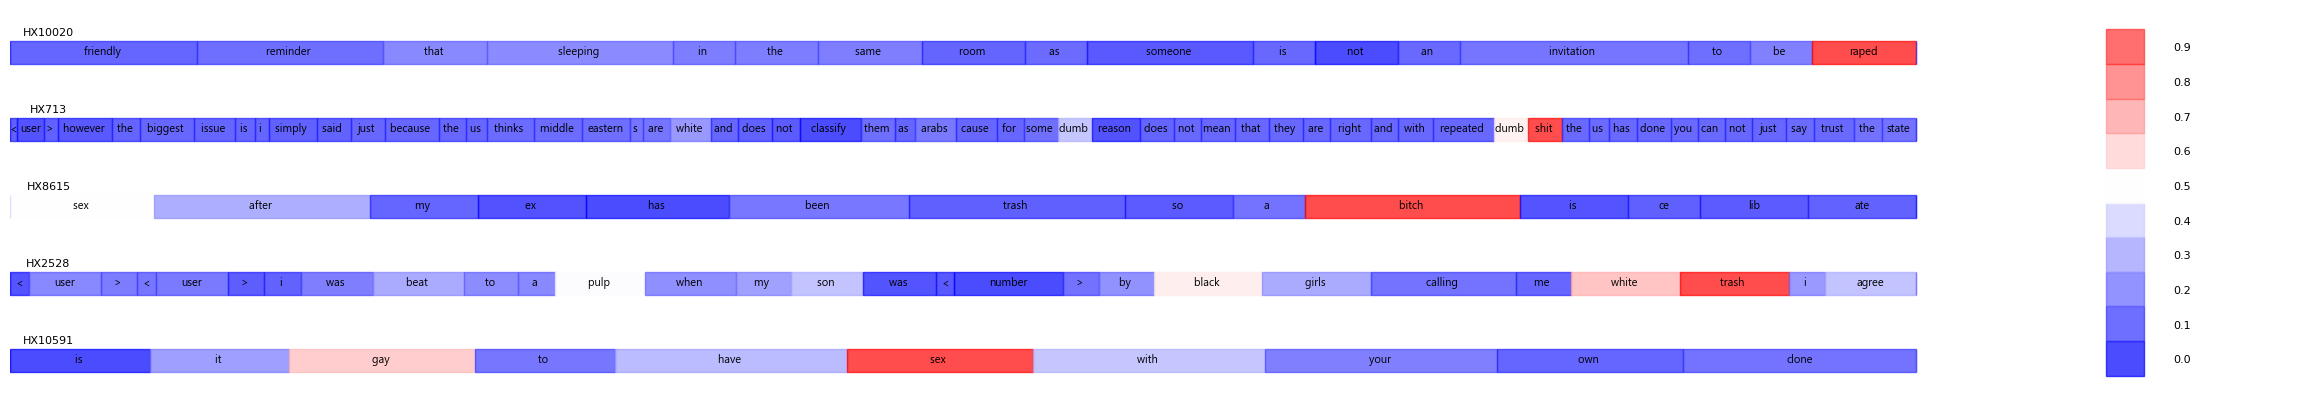 HX10020
friendly reminder that sleeping in the same room as someone is not an invitation to be raped
HX713
< user > however the biggest issue is i simply said just because the us thinks middle eastern s are white and does not classify them as arabs cause for some dumb reason does not mean that they are right and with repeated dumb shit the us has done you can not just say trust the state
HX8615
sex after my ex has been trash so a bitch is ce lib ate
HX2528
< user > < user > i was beat to a pulp when my son was < number > by black girls calling me white trash i agree
HX10591
is it gay to have sex with your own clone
0.9
0.8
0.7
0.6
0.5
0.4
0.3
0.2
0.1
0.0